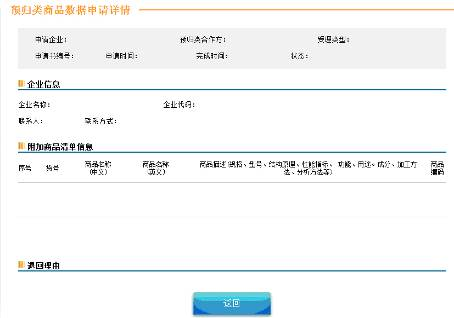 预归类商品数据申请详情
申请企业： 预归类合作方： 受理类型：
申请书编号： 申请时间： 完成时间： 状态：
企业信息
企业名称： 企业代码：
联系人： 联系方式：
附加商品清单信息
序号 货号 商品名称（中文） 商品名称（英文） 商品描述（规格、型号、结构原理、性能指标、功能、用途、成分、加工方法、分析方法等） 商品编码
退回理由
返回